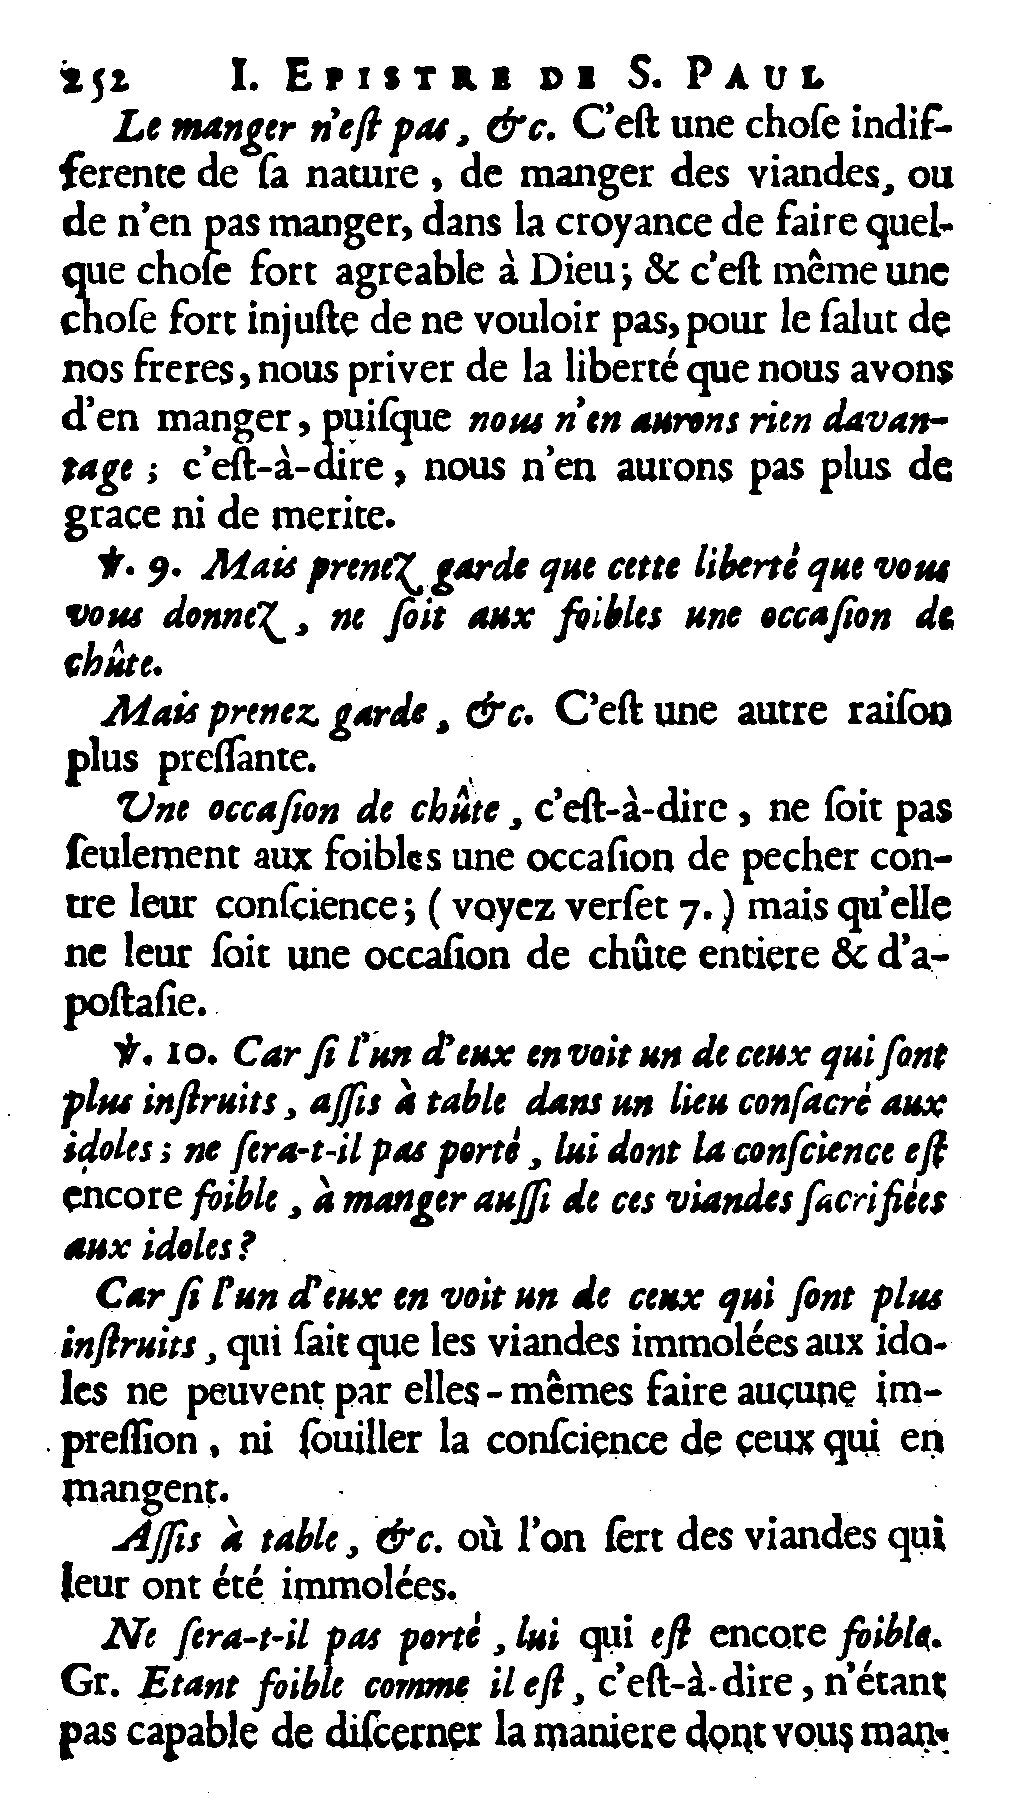 252 I. EPISTRE DE S. PAUL
Le manger n'eſt pas, &c. C'eſt une choſe indif-
ferente de ſa nature, de manger des viandes, ou
de n'en pas manger, dans la croyance de faire quel-
que choſe fort agreable à Dieu; & c'eſt même une
choſe fort injuſte de ne vouloir pas, pour le ſalut de
nos freres, nous priver de la liberté que nous avons
d'en manger, puiſque nous n'en aurons rien davan-
tage; c'eſt-à-dire, nous n'en aurons pas plus de
grace ni de merite.
℣. 9. Mais prenez garde que cette liberté que vous
vous donnez, ne ſoit aux foibles une occaſion de
chûte.
Mais prenez garde, &c. C'eſt une autre raiſon
plus preſſante.
Une occaſion de chûte, c'eſt-à-dire, ne ſoit pas
ſeulement aux foibles une occaſion de pecher con-
tre leur conſcience; (voyez verſet 7.) mais qu'elle
ne leur ſoit une occaſion de chûte entiere & d'a-
poſtaſie.
℣. 10. Car ſi l'un d'eux en voit un de ceux qui ſont
plus inſtruits, aſſis à table dans un lieu conſacré aux
idoles; ne ſera-t-il pas porté, lui dont la conſcience eſt
encore foible, à manger auſſi de ces viandes ſacrifiées
aux idoles?
Car ſi l'un d'eux en voit un de ceux qui ſont plus
inſtruits, qui ſait que les viandes immolées aux ido-
les ne peuvent par elles-mêmes faire aucune im-
preſſion, ni ſouiller la conſcience de ceux qui en
mangent.
Aſſis à table, &c. où l'on ſert des viandes qui
leur ont été immolées.
Ne ſera-t-il pas porté, lui qui eſt encore foible.
Gr. Etant foible comme il eſt, c'eſt-à-dire, n'étant
pas capable de diſcerner la maniere dont vous man-